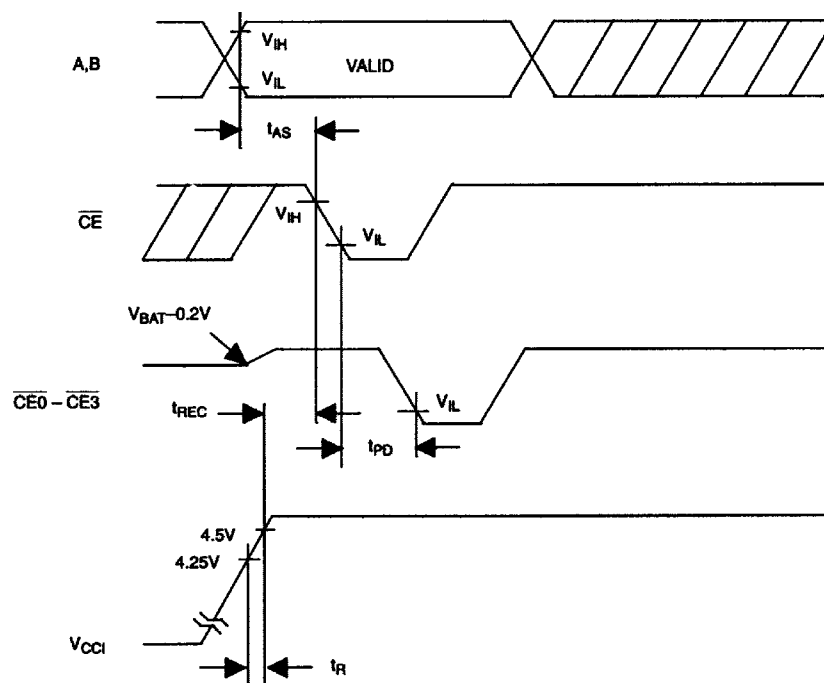 A,B
VIH
VIL
VALID
tAS
CE
VIH
VIL
VBAT–0.2V
CE0 – CE3
VIL
tREC
tPD
4.5V
4.25V
VCCI
tR